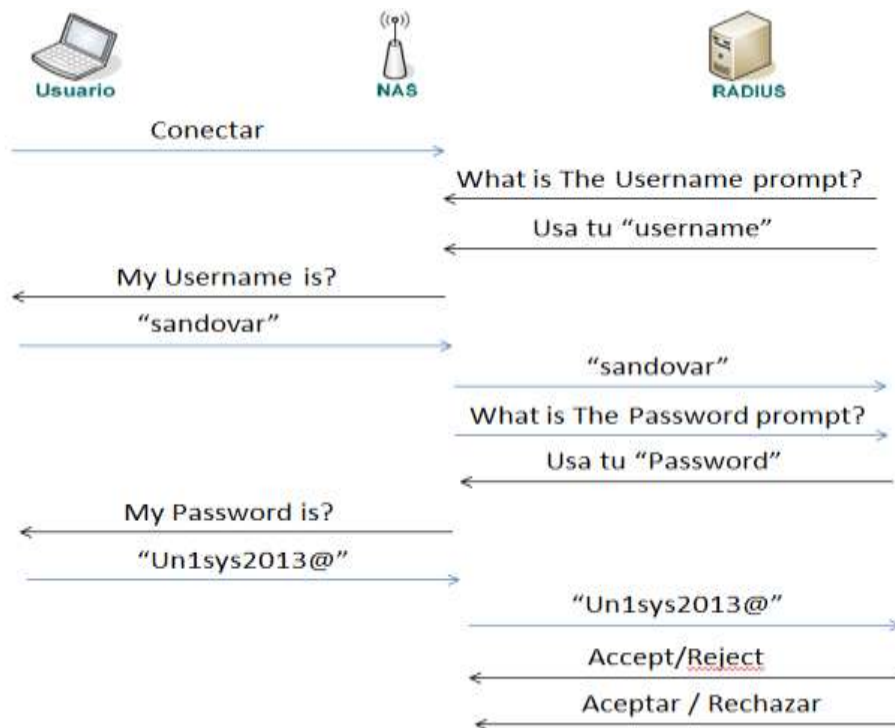 Usuario
NAS
RADIUS
Conectar
What is The Username prompt?
Usa tu “username”
My Username is?
“sandovar”
“sandovar”
What is The Password prompt?
Usa tu “Password”
My Password is?
“Un1sys2013@”
“Un1sys2013@”
Accept/Reject
Aceptar / Rechazar